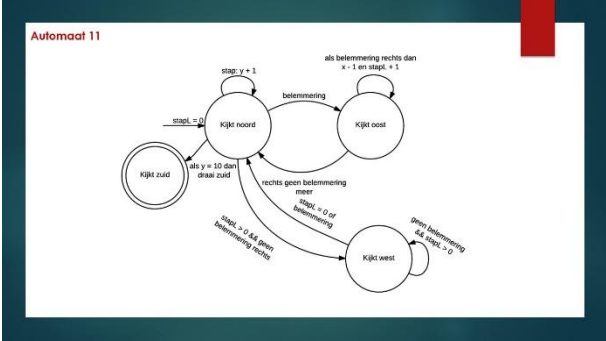 Automaat 11
als belemmering rechts dan
x - 1 en stapL + 1
stap: y + 1
belemmering
stapL = 0
Kijkt noord
Kijkt oost
als y = 10 dan
draai zuid
Kijkt zuid
rechts geen belemmering
meer
stapL = 0 of
belemmering
stapL > 0 && geen
belemmering rechts
geen belemmering
&& stapL > 0
Kijkt west